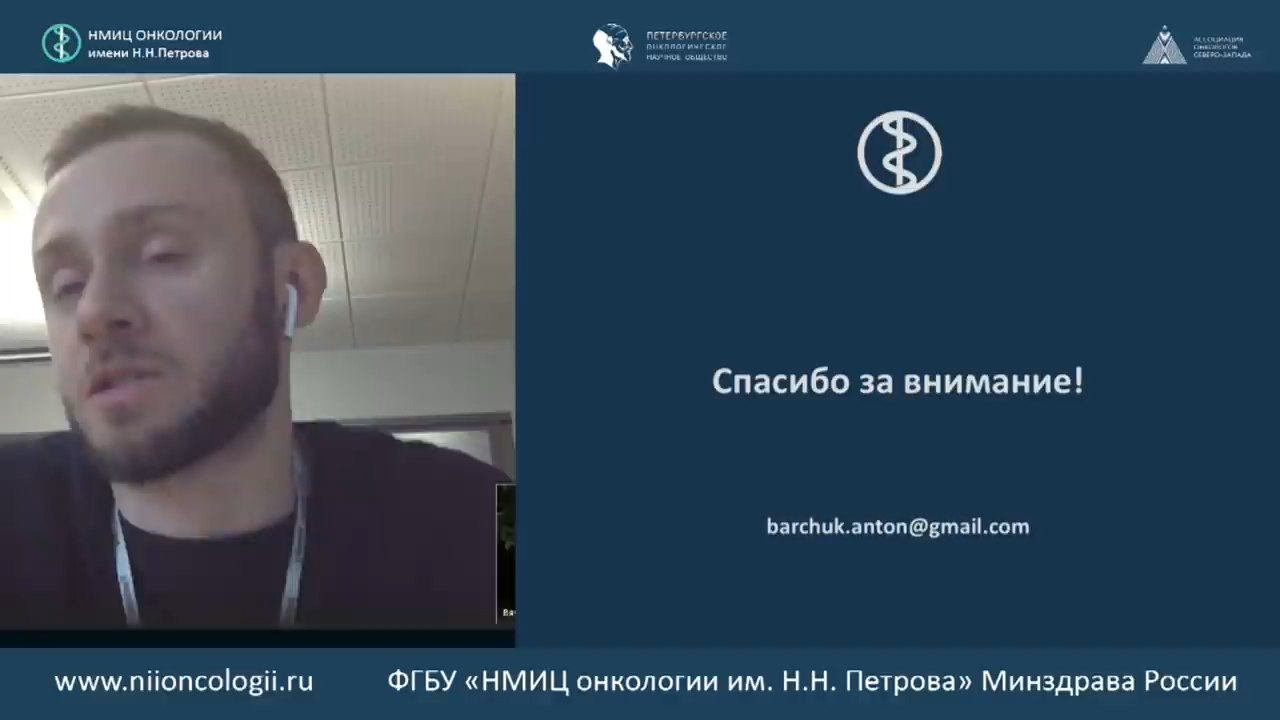 НМИЦ ОНКОЛОГИИ
имени Н.Н.Петрова
ПЕТЕРБУРГСКОЕ
ОНКОЛОГИЧЕСКОЕ
НАУЧНОЕ ОБЩЕСТВО
АССОЦИАЦИЯ
ОНКОЛОГОВ
СЕВЕРО-ЗАПАДА
Спасибо за внимание!
barchuk.anton@gmail.com
www.niioncologii.ru
ФГБУ «НМИЦ онкологии им. Н.Н. Петрова» Минздрава России